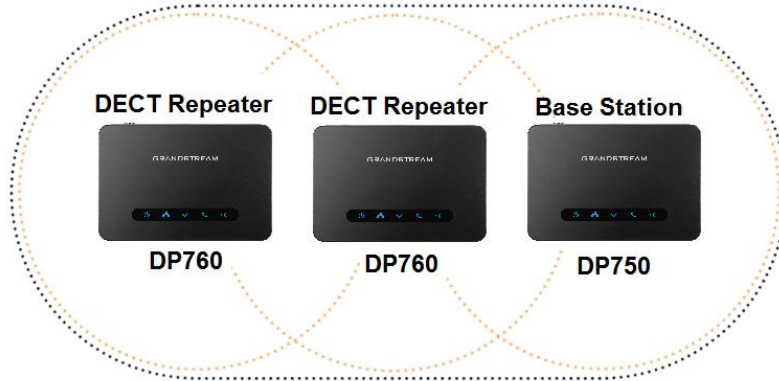 DECT Repeater
DECT Repeater
Base Station
GRANDSTREAM
GRANDSTREAM
GRANDSTREAM
DP760
DP760
DP750